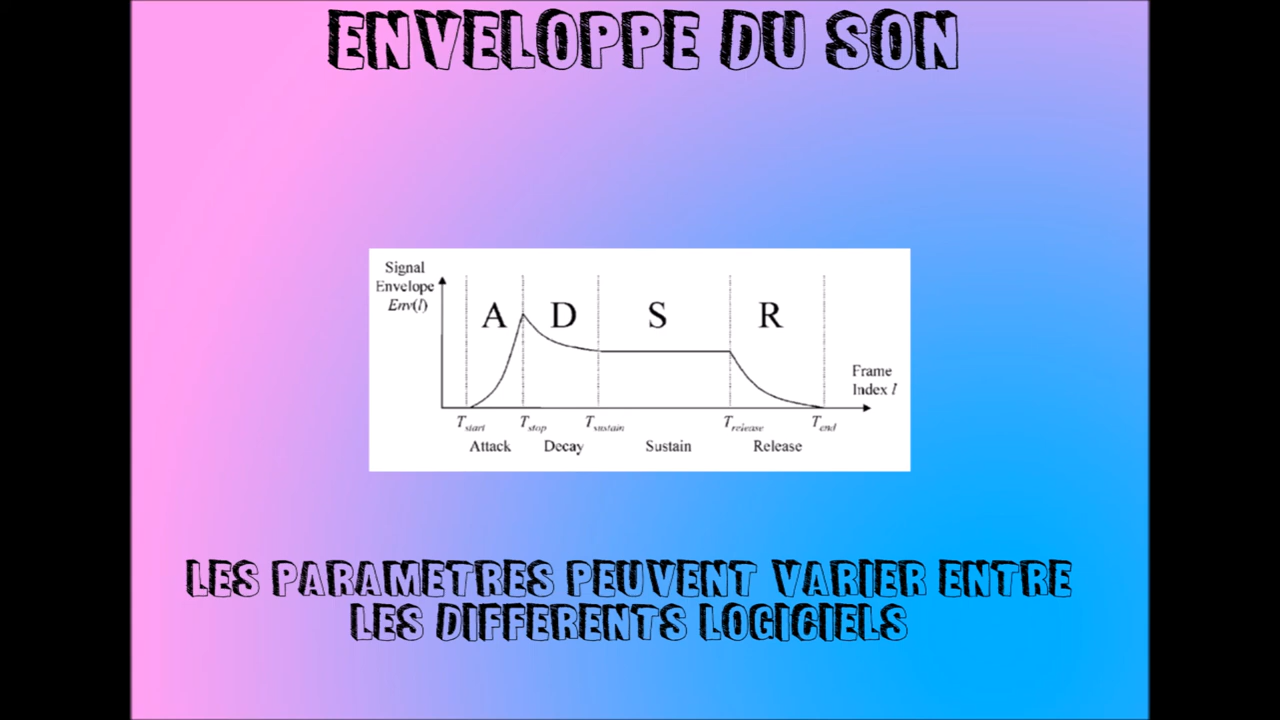 ENVELOPPE DU SON
Signal
Envelope
Env(l)
A D S R
Frame
Index l
Tstart Tstop Tsustain Trelease Tend
Attack Decay Sustain Release
LES PARAMETRES PEUVENT VARIER ENTRE
LES DIFFERENTS LOGICIELS